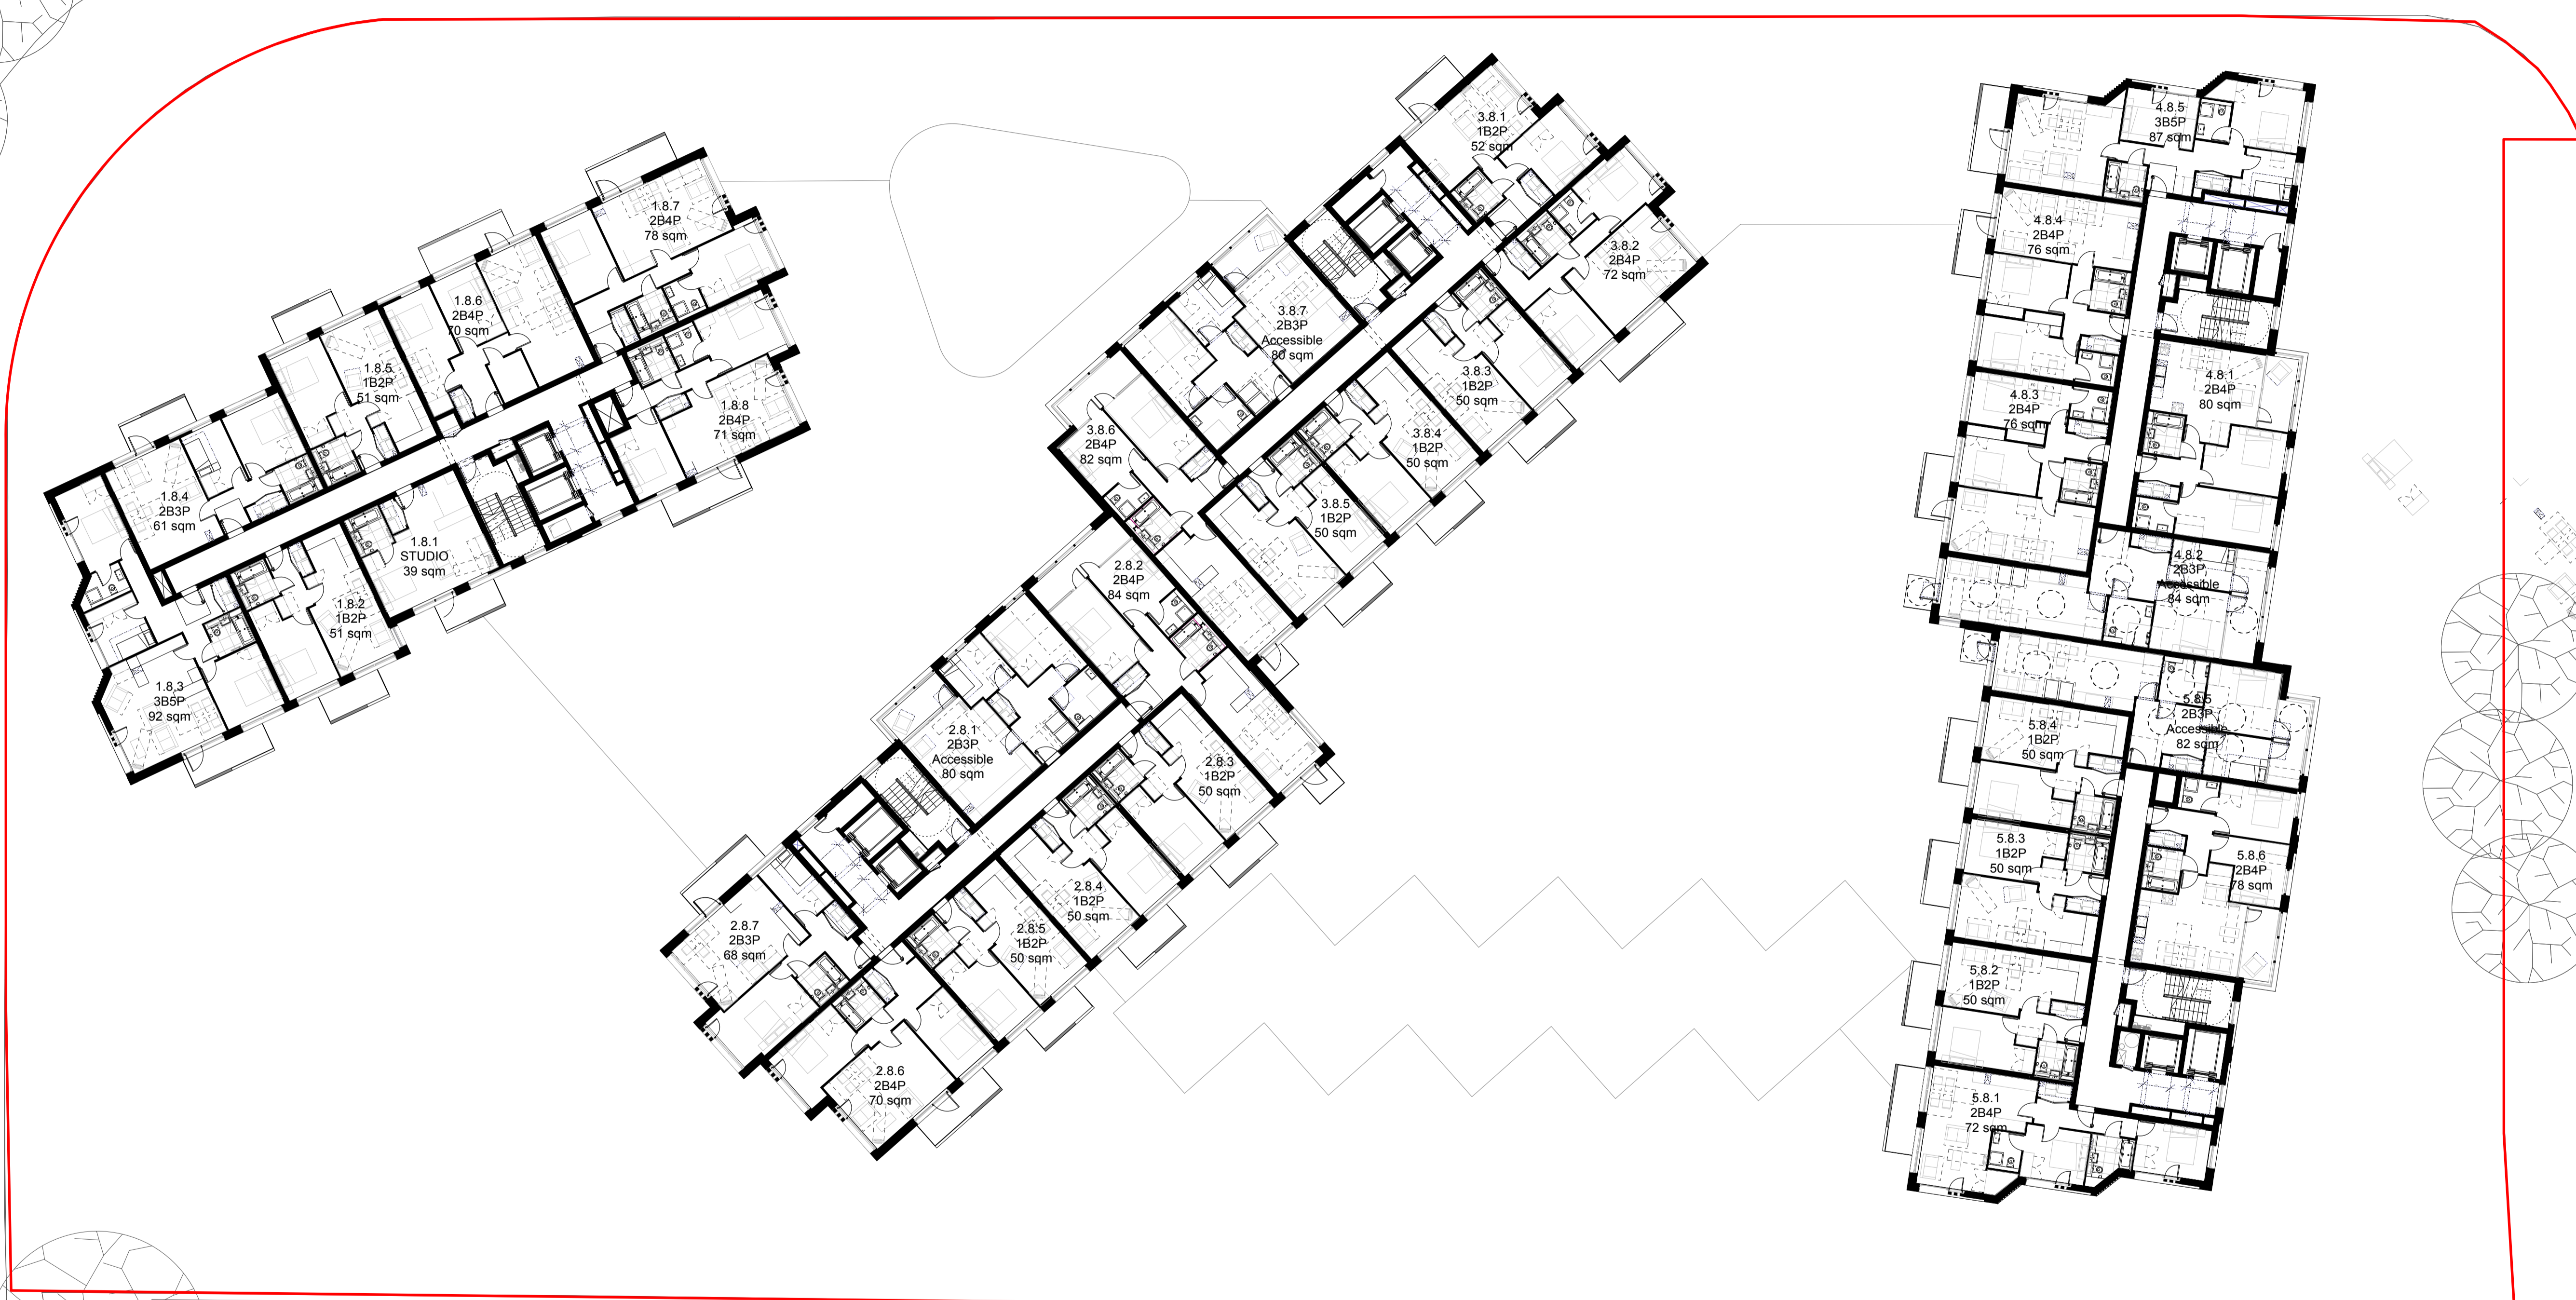 1.8.7
2B4P
78 sqm
1.8.6
2B4P
70 sqm
1.8.5
1B2P
51 sqm
1.8.8
2B4P
71 sqm
1.8.4
2B3P
61 sqm
1.8.1
STUDIO
39 sqm
1.8.2
1B2P
51 sqm
1.8.3
3B5P
92 sqm
3.8.1
1B2P
52 sqm
3.8.2
2B4P
72 sqm
3.8.7
2B3P
Accessible
80 sqm
3.8.3
1B2P
50 sqm
3.8.6
2B4P
82 sqm
3.8.4
1B2P
50 sqm
3.8.5
1B2P
50 sqm
2.8.2
2B4P
84 sqm
2.8.1
2B3P
Accessible
80 sqm
2.8.3
1B2P
50 sqm
2.8.4
1B2P
50 sqm
2.8.5
1B2P
50 sqm
2.8.7
2B3P
68 sqm
2.8.6
2B4P
70 sqm
4.8.5
3B5P
87 sqm
4.8.4
2B4P
76 sqm
4.8.1
2B4P
80 sqm
4.8.3
2B4P
76 sqm
4.8.2
2B3P
Accessible
84 sqm
5.8.5
2B3P
Accessible
82 sqm
5.8.4
1B2P
50 sqm
5.8.3
1B2P
50 sqm
5.8.6
2B4P
78 sqm
5.8.2
1B2P
50 sqm
5.8.1
2B4P
72 sqm